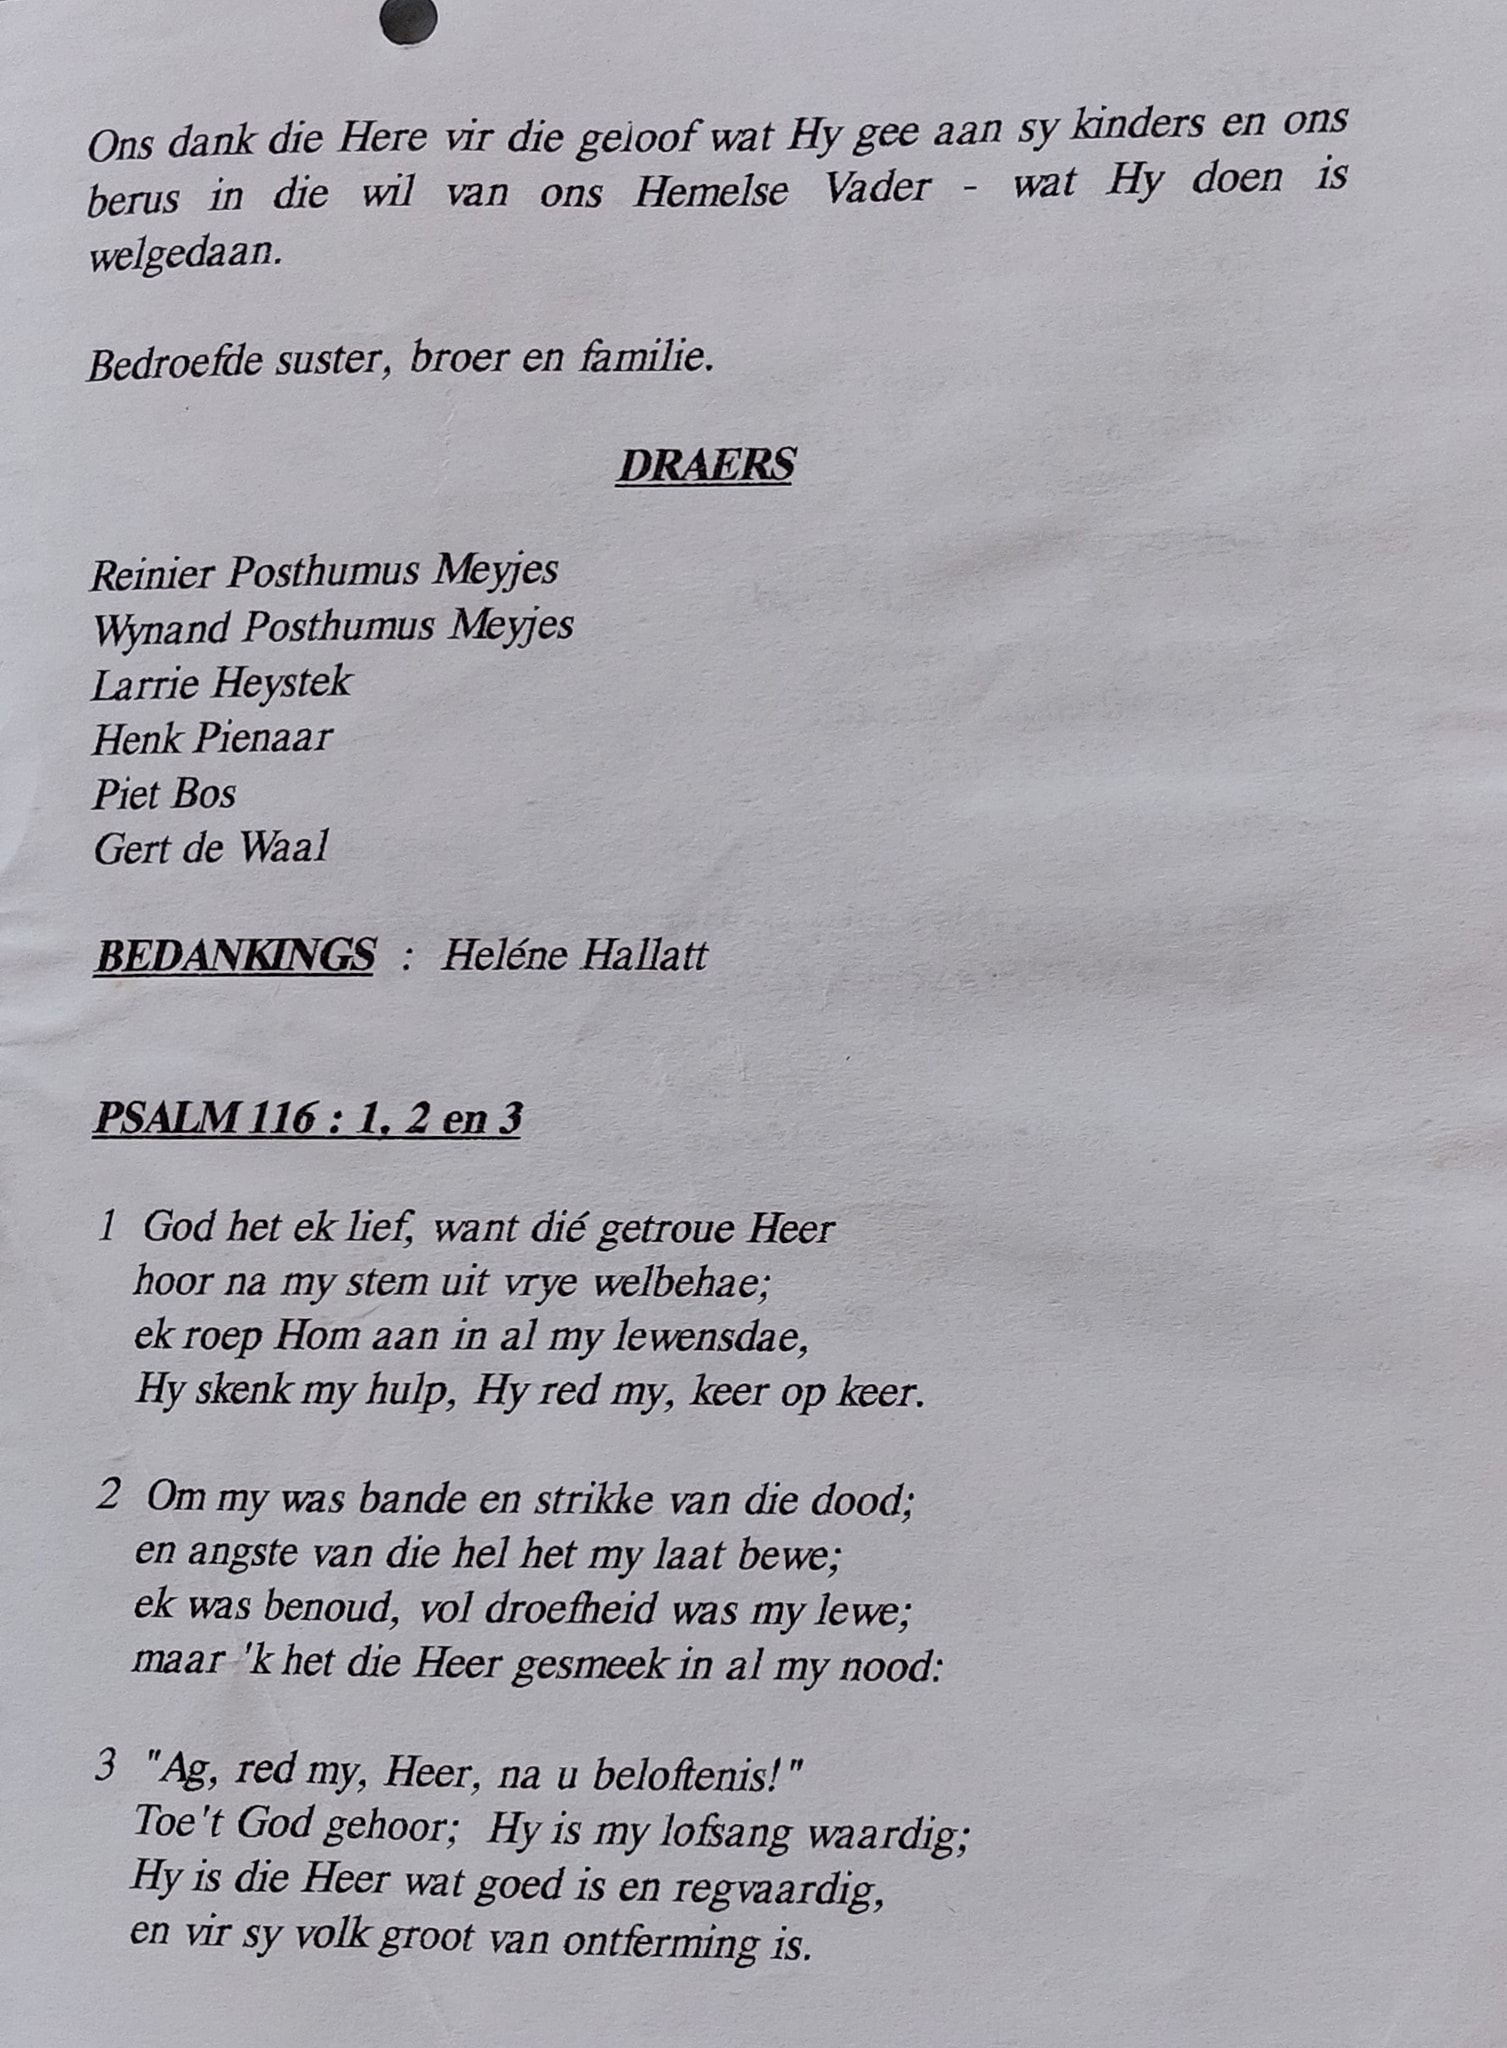 Ons dank die Here vir die geloof wat Hy gee aan sy kinders en ons
berus in die wil van ons Hemelse Vader - wat Hy doen is
welgedaan.
Bedroefde suster, broer en familie.
DRAERS
Reinier Posthumus Meyjes
Wynand Posthumus Meyjes
Larrie Heystek
Henk Pienaar
Piet Bos
Gert de Waal
BEDANKINGS : Heléne Hallatt
PSALM 116 : 1, 2 en 3
1 God het ek lief, want dié getroue Heer
hoor na my stem uit vrye welbehae;
ek roep Hom aan in al my lewensdae,
Hy skenk my hulp, Hy red my, keer op keer.
2 Om my was bande en strikke van die dood;
en angste van die hel het my laat bewe;
ek was benoud, vol droefheid was my lewe;
maar 'k het die Heer gesmeek in al my nood:
3 "Ag, red my, Heer, na u beloftenis!"
Toe't God gehoor; Hy is my lofsang waardig;
Hy is die Heer wat goed is en regvaardig,
en vir sy volk groot van ontferming is.